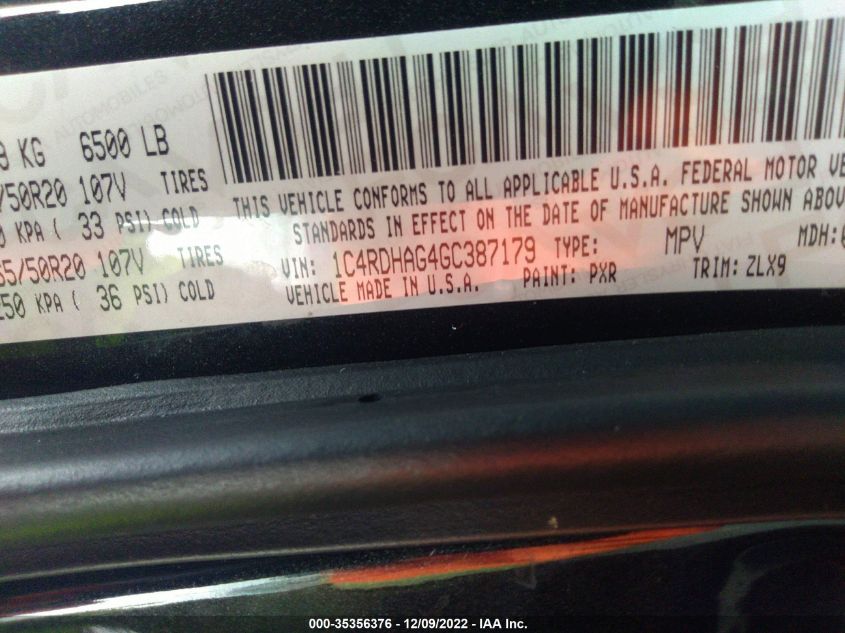 KG 6500 LB
/50R20 107V TIRES
KPA ( 33 PSI) COLD
/50R20 107V TIRES
250 KPA ( 36 PSI) COLD
THIS VEHICLE CONFORMS TO ALL APPLICABLE U.S.A. FEDERAL MOTOR VE
STANDARDS IN EFFECT ON THE DATE OF MANUFACTURE SHOWN ABOV
VIN: 1C4RDHAG4GC387179 TYPE: MPV MDH:
VEHICLE MADE IN U.S.A. PAINT: PXR TRIM: ZLX9
000-35356376 / 12/09/2022 - IAA Inc.